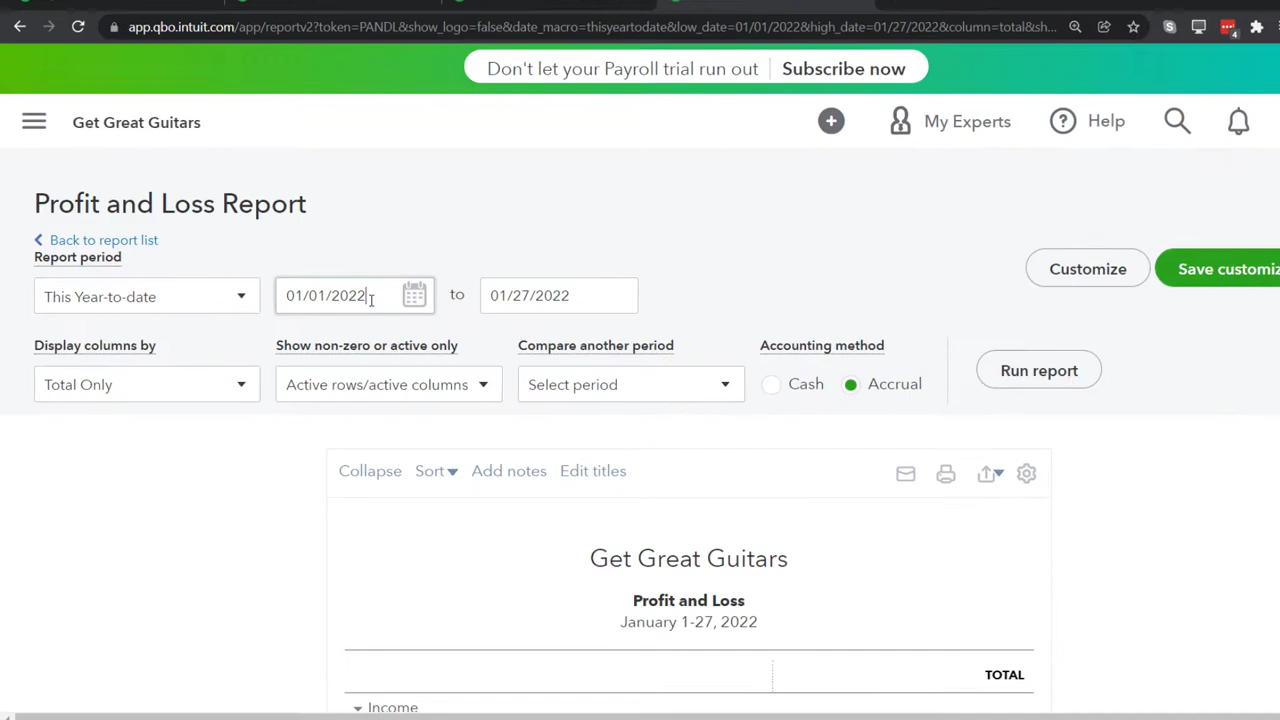 app.qbo.intuit.com/app/reportv2?token=PANDL&show_logo=false&date_macro=thisyeartodate&low_date=01/01/2022&high_date=01/27/2022&column=total&sh...
4
Don't let your Payroll trial run out Subscribe now
Get Great Guitars My Experts Help
Profit and Loss Report
Back to report list
Report period
This Year-to-date 01/01/2022 to 01/27/2022
Customize Save customiz
Display columns by Show non-zero or active only Compare another period Accounting method
Total Only Active rows/active columns Select period Cash Accrual Run report
Collapse Sort Add notes Edit titles
Get Great Guitars
Profit and Loss
January 1-27, 2022
TOTAL
Income